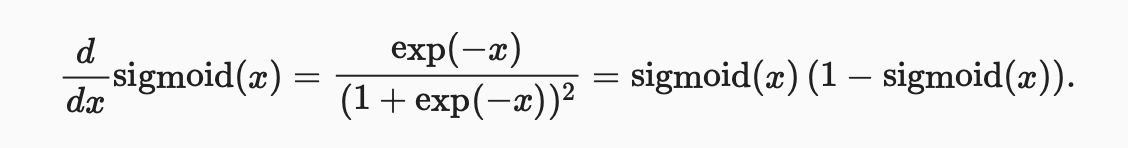 d/dx sigmoid(x) = exp(−x) / (1 + exp(−x))² = sigmoid(x) (1 − sigmoid(x)).